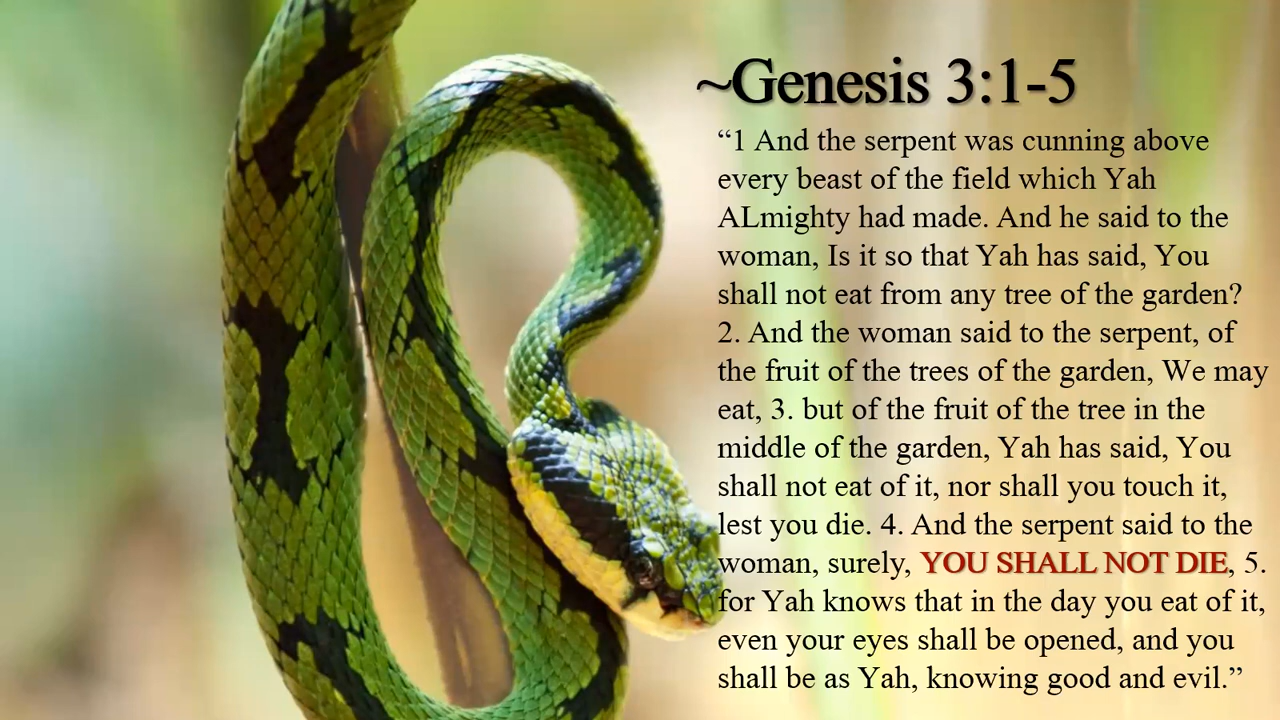 ~Genesis 3:1-5
“1 And the serpent was cunning above
every beast of the field which Yah
ALmighty had made. And he said to the
woman, Is it so that Yah has said, You
shall not eat from any tree of the garden?
2. And the woman said to the serpent, of
the fruit of the trees of the garden, We may
eat, 3. but of the fruit of the tree in the
middle of the garden, Yah has said, You
shall not eat of it, nor shall you touch it,
lest you die. 4. And the serpent said to the
woman, surely, YOU SHALL NOT DIE, 5.
for Yah knows that in the day you eat of it,
even your eyes shall be opened, and you
shall be as Yah, knowing good and evil.”